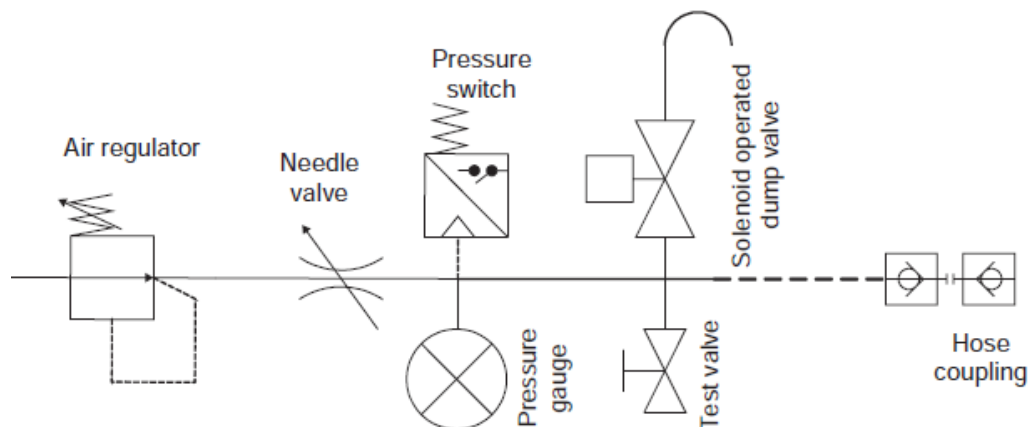 Air regulator
Needle
valve
Pressure
switch
Pressure
gauge
Solenoid operated
dump valve
Test valve
Hose
coupling